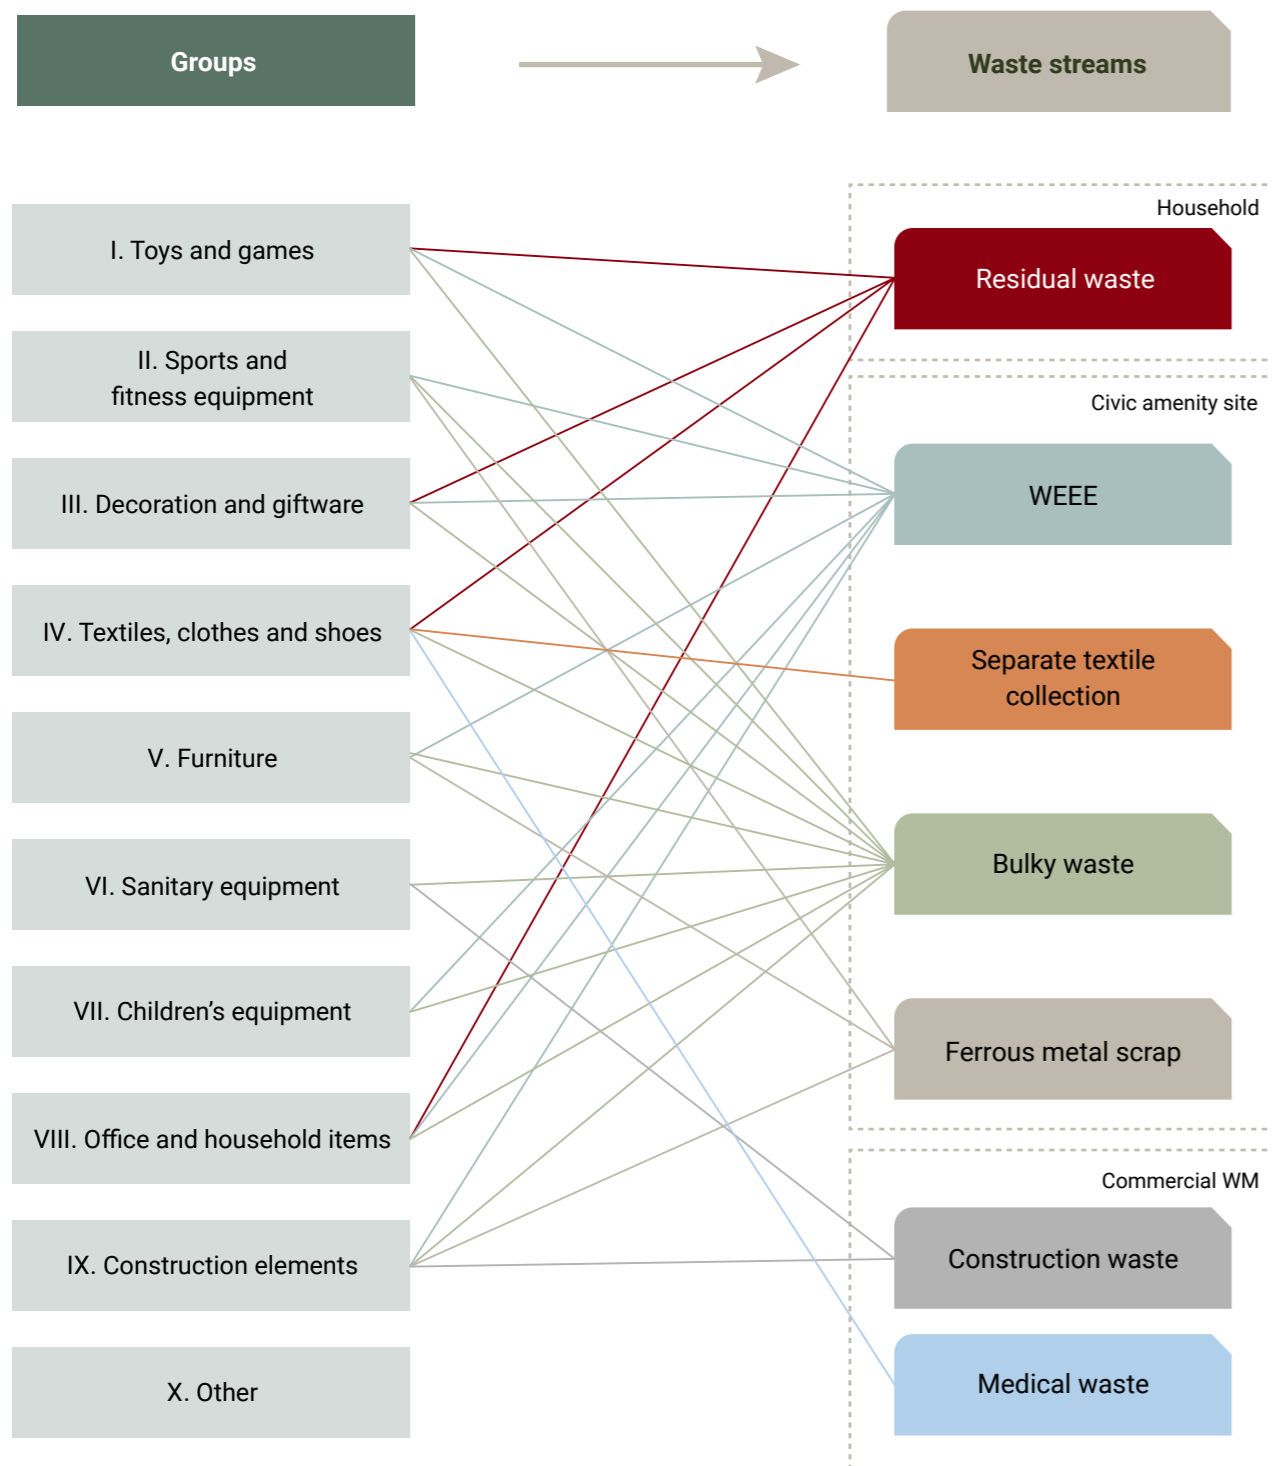 Groups
Waste streams
I. Toys and games
II. Sports and
fitness equipment
III. Decoration and giftware
IV. Textiles, clothes and shoes
V. Furniture
VI. Sanitary equipment
VII. Children’s equipment
VIII. Office and household items
IX. Construction elements
X. Other
Household
Residual waste
Civic amenity site
WEEE
Separate textile
collection
Bulky waste
Ferrous metal scrap
Commercial WM
Construction waste
Medical waste